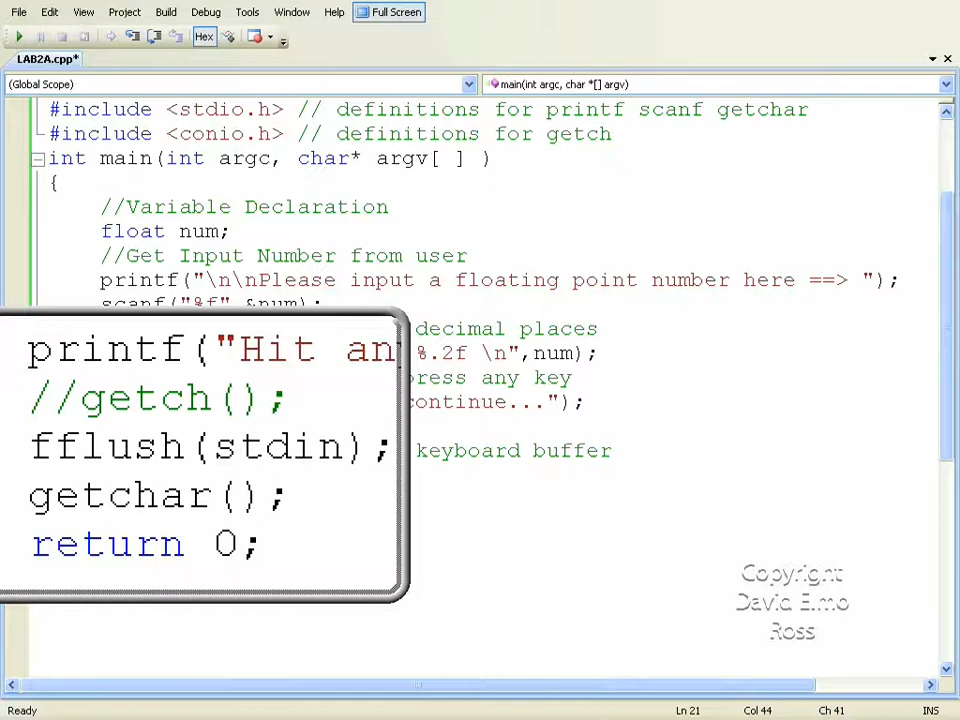 File Edit View Project Build Debug Tools Window Help Full Screen
Hex
LAB2A.cpp*
(Global Scope) main(int argc, char *[] argv)
#include <stdio.h> // definitions for printf scanf getchar
#include <conio.h> // definitions for getch
int main(int argc, char* argv[ ] )
{
//Variable Declaration
float num;
//Get Input Number from user
printf("\n\nPlease input a floating point number here ==> ");
scanf("%f" &num);
decimal places
%.2f \n",num);
press any key
continue...");
keyboard buffer
printf("Hit an
//getch();
fflush(stdin);
getchar();
return 0;
Copyright
David Elmo
Ross
Ready Ln 21 Col 44 Ch 41 INS